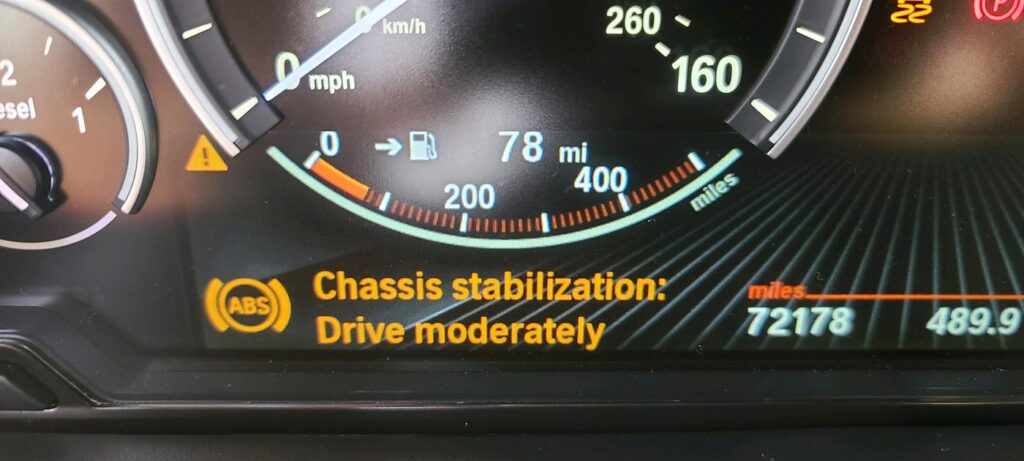 0 km/h
260
0 mph
160
2
esel
1
0
78 mi
200
400
miles
ABS
Chassis stabilization:
Drive moderately
miles
72178
489.9
P